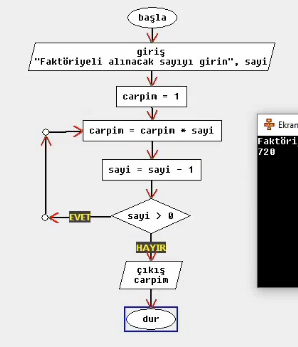 başla
giriş
"Faktöriyeli alınacak sayıyı girin", sayi
carpim = 1
carpim = carpim * sayi
sayi = sayi - 1
sayi > 0
EVET
HAYIR
çıkış
carpim
dur
Ekran
Faktöri
720